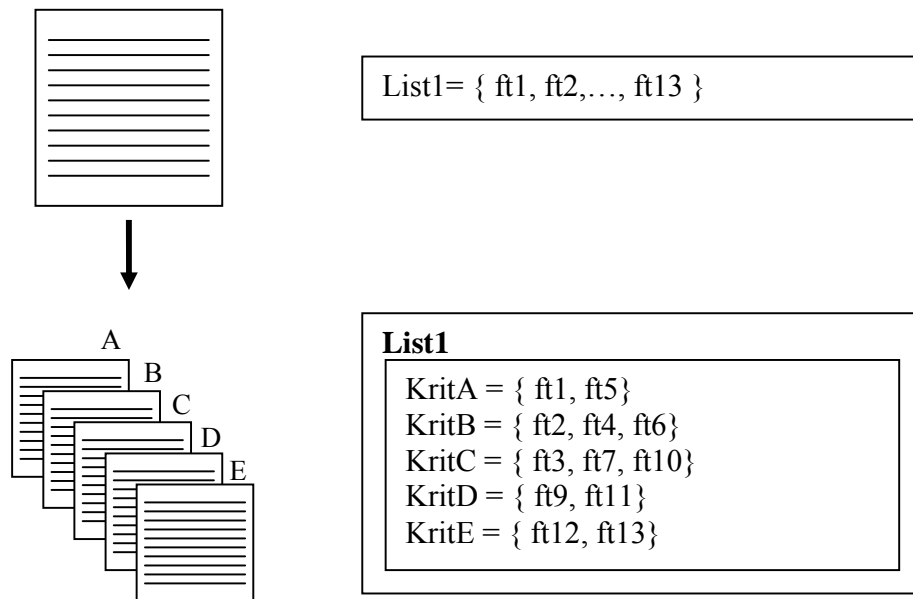 List1= { ft1, ft2,…, ft13 }
A
B
C
D
E
List1
KritA = { ft1, ft5}
KritB = { ft2, ft4, ft6}
KritC = { ft3, ft7, ft10}
KritD = { ft9, ft11}
KritE = { ft12, ft13}